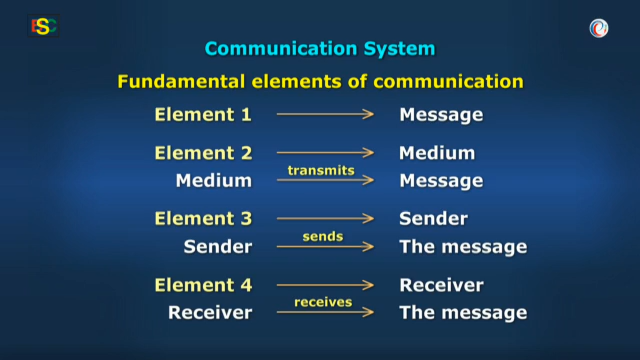 ESC
Communication System
Fundamental elements of communication
Element 1 Message
Element 2 Medium
Medium transmits Message
Element 3 Sender
Sender sends The message
Element 4 Receiver
Receiver receives The message